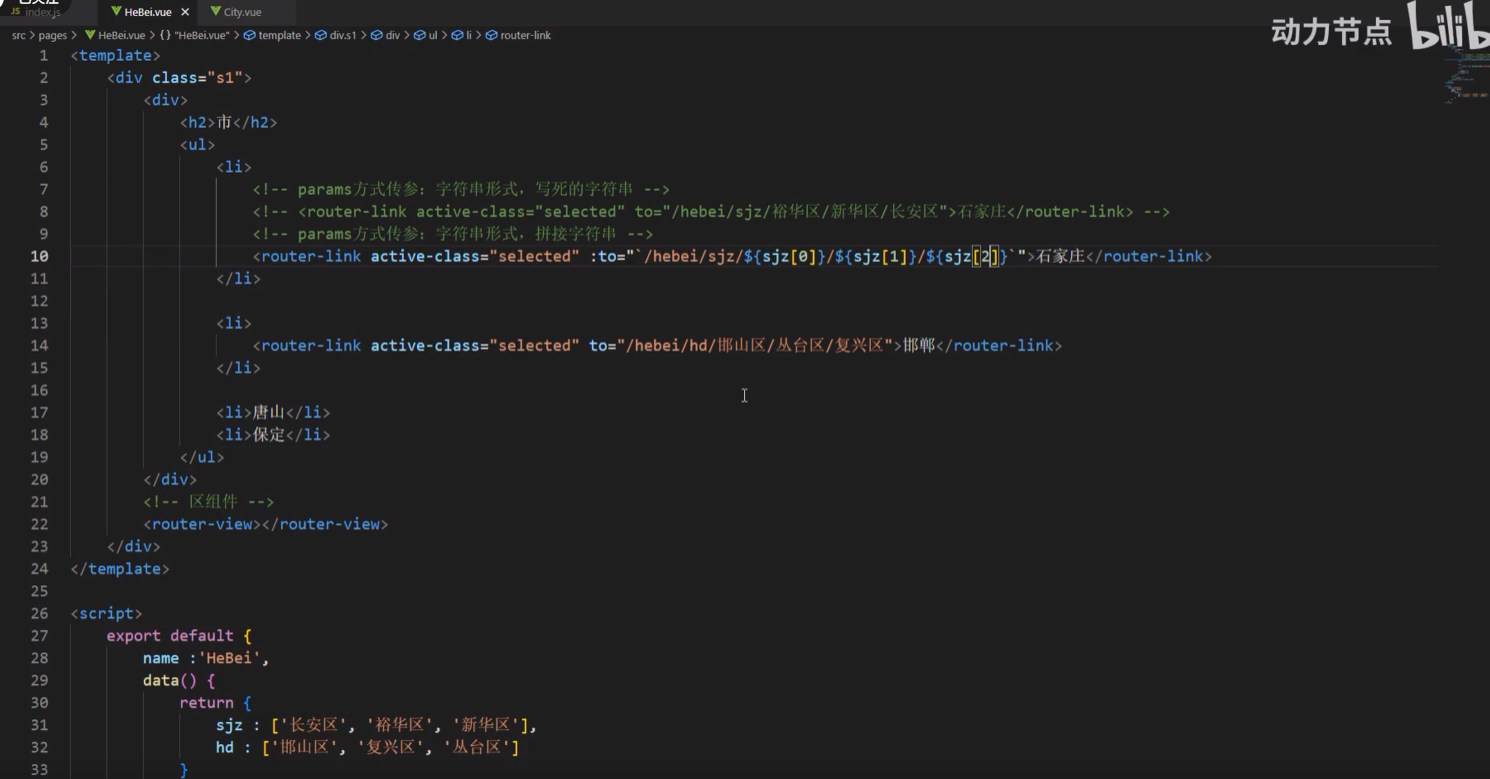 已关注
JS index.js HeBei.vue × City.vue
src > pages > HeBei.vue > {} "HeBei.vue" > template > div.s1 > div > ul > li > router-link
动力节点 bilib
1 <template>
2 <div class="s1">
3 <div>
4 <h2>市</h2>
5 <ul>
6 <li>
7 <!-- params方式传参：字符串形式，写死的字符串 -->
8 <!-- <router-link active-class="selected" to="/hebei/sjz/裕华区/新华区/长安区">石家庄</router-link> -->
9 <!-- params方式传参：字符串形式，拼接字符串 -->
10 <router-link active-class="selected" :to="`/hebei/sjz/${sjz[0]}/${sjz[1]}/${sjz[2]}`">石家庄</router-link>
11 </li>
12
13 <li>
14 <router-link active-class="selected" to="/hebei/hd/邯山区/丛台区/复兴区">邯郸</router-link>
15 </li>
16
17 <li>唐山</li>
18 <li>保定</li>
19 </ul>
20 </div>
21 <!-- 区组件 -->
22 <router-view></router-view>
23 </div>
24 </template>
25
26 <script>
27 export default {
28 name :'HeBei',
29 data() {
30 return {
31 sjz : ['长安区', '裕华区', '新华区'],
32 hd : ['邯山区', '复兴区', '丛台区']
33 }